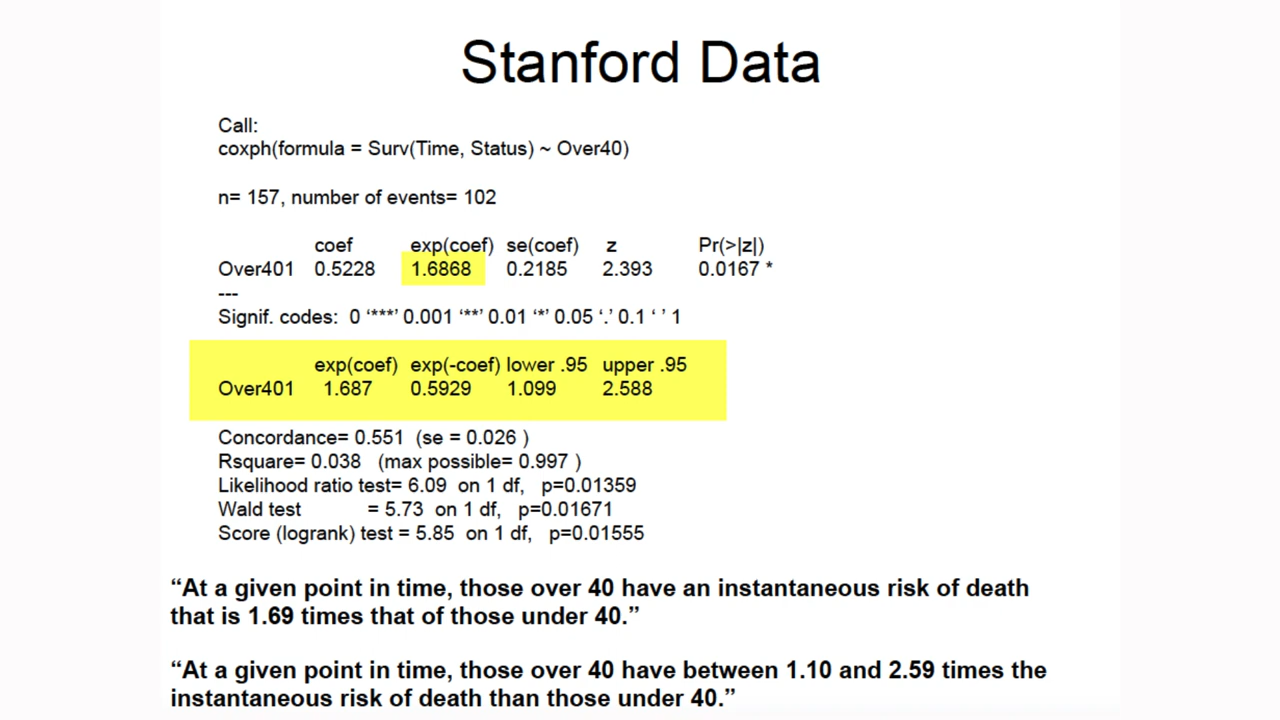 Stanford Data
Call:
coxph(formula = Surv(Time, Status) ~ Over40)
n= 157, number of events= 102
coef exp(coef) se(coef) z Pr(>|z|)
Over401 0.5228 1.6868 0.2185 2.393 0.0167 *
---
Signif. codes: 0 ‘***’ 0.001 ‘**’ 0.01 ‘*’ 0.05 ‘.’ 0.1 ‘ ’ 1
exp(coef) exp(-coef) lower .95 upper .95
Over401 1.687 0.5929 1.099 2.588
Concordance= 0.551 (se = 0.026 )
Rsquare= 0.038 (max possible= 0.997 )
Likelihood ratio test= 6.09 on 1 df, p=0.01359
Wald test = 5.73 on 1 df, p=0.01671
Score (logrank) test = 5.85 on 1 df, p=0.01555
“At a given point in time, those over 40 have an instantaneous risk of death
that is 1.69 times that of those under 40.”
“At a given point in time, those over 40 have between 1.10 and 2.59 times the
instantaneous risk of death than those under 40.”